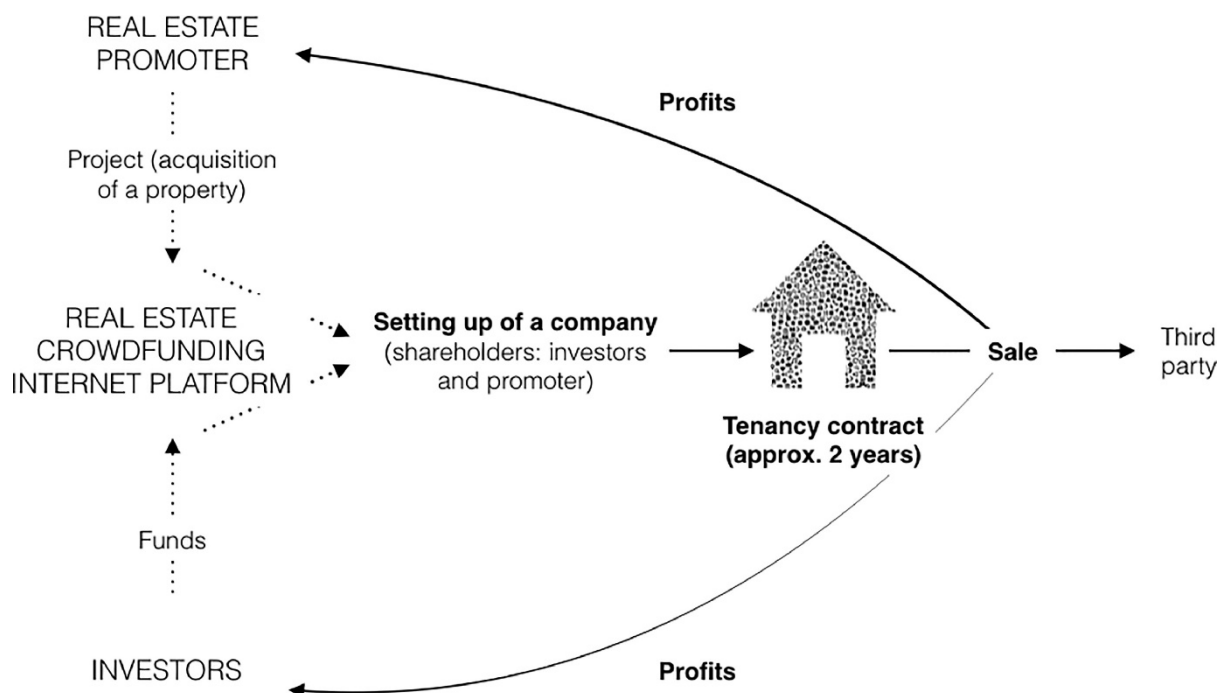 REAL ESTATE
PROMOTER
Profits
Project (acquisition
of a property)
REAL ESTATE
CROWDFUNDING
INTERNET PLATFORM
Setting up of a company
(shareholders: investors
and promoter)
Sale
Third
party
Tenancy contract
(approx. 2 years)
Funds
INVESTORS
Profits